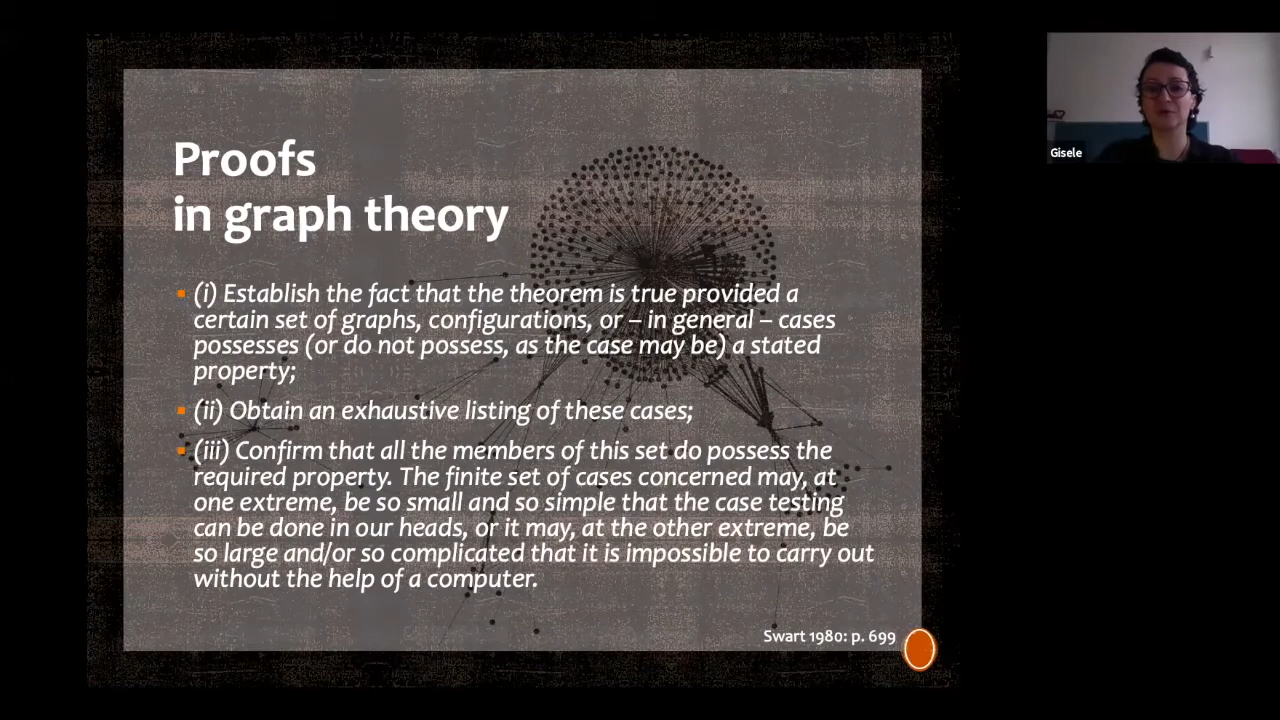 Proofs
in graph theory
(i) Establish the fact that the theorem is true provided a
certain set of graphs, configurations, or – in general – cases
possesses (or do not possess, as the case may be) a stated
property;
(ii) Obtain an exhaustive listing of these cases;
(iii) Confirm that all the members of this set do possess the
required property. The finite set of cases concerned may, at
one extreme, be so small and so simple that the case testing
can be done in our heads, or it may, at the other extreme, be
so large and/or so complicated that it is impossible to carry out
without the help of a computer.
Swart 1980: p. 699
Gisele